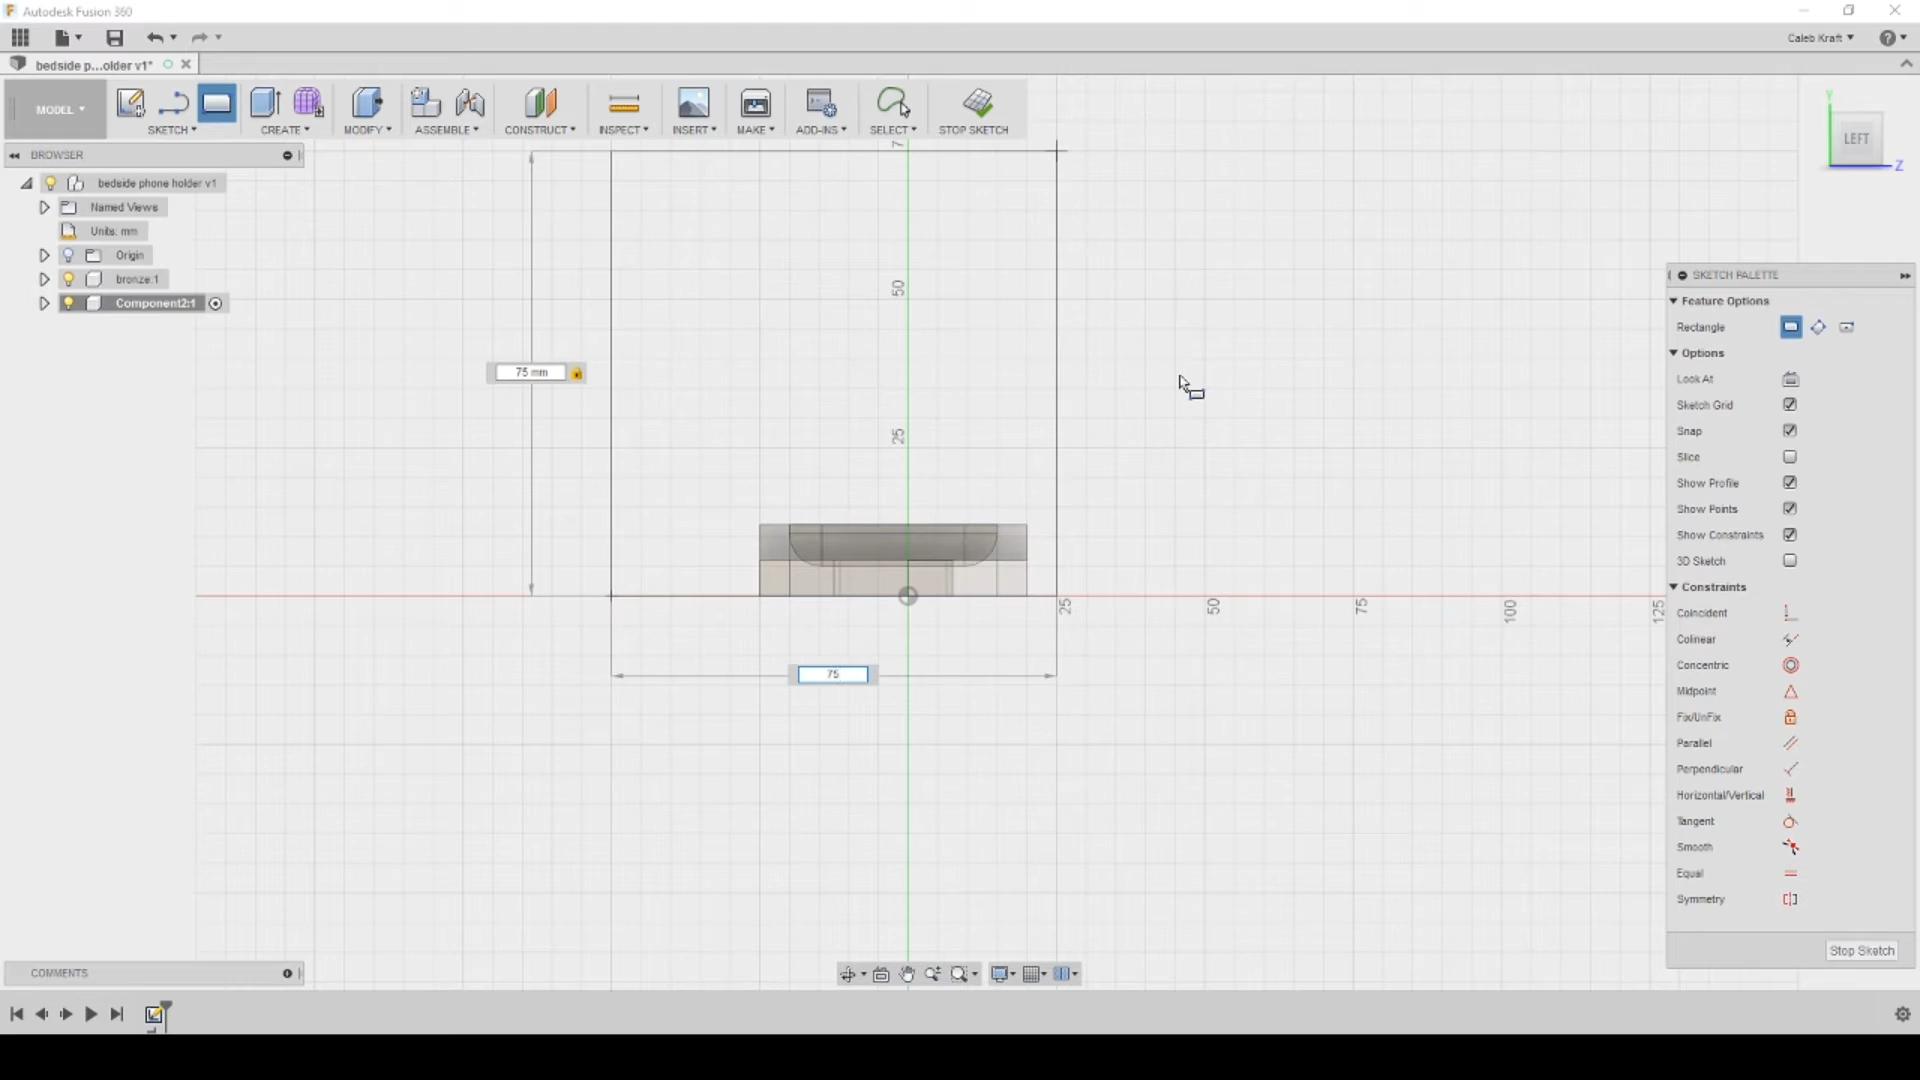 Autodesk Fusion 360
Caleb Kraft
bedside p...older v1*
MODEL
SKETCH
CREATE
MODIFY
ASSEMBLE
CONSTRUCT
INSPECT
INSERT
MAKE
ADD-INS
SELECT
STOP SKETCH
BROWSER
bedside phone holder v1
Named Views
Units: mm
Origin
bronze:1
Component2:1
LEFT
Y
Z
7
50
25
75 mm
75
25
50
75
100
125
SKETCH PALETTE
Feature Options
Rectangle
Options
Look At
Sketch Grid
Snap
Slice
Show Profile
Show Points
Show Constraints
3D Sketch
Constraints
Coincident
Colinear
Concentric
Midpoint
Fix/UnFix
Parallel
Perpendicular
Horizontal/Vertical
Tangent
Smooth
Equal
Symmetry
Stop Sketch
COMMENTS